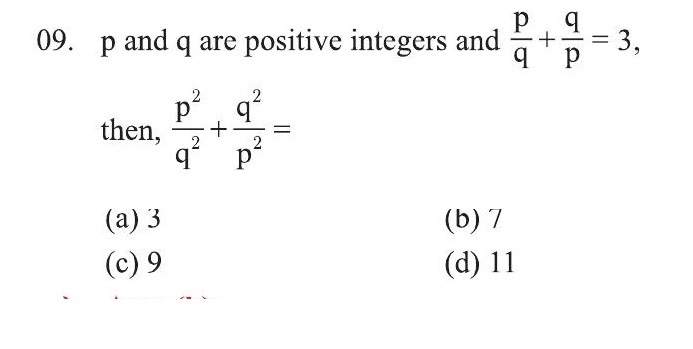 09. p and q are positive integers and p/q + q/p = 3,
then, p²/q² + q²/p² =
(a) 3 (b) 7
(c) 9 (d) 11